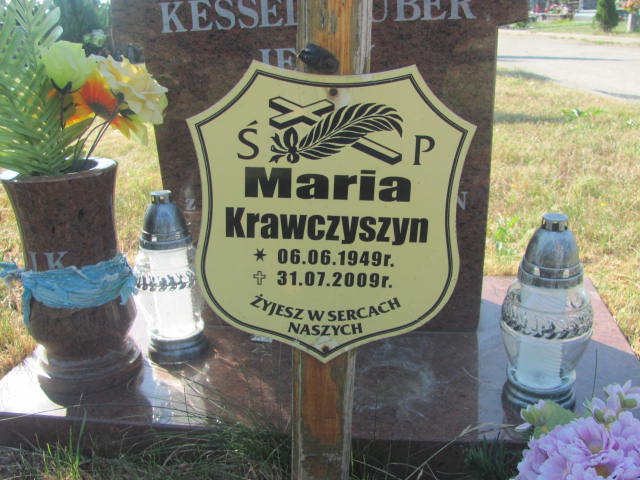 Ś P
Maria
Krawczyszyn
* 06.06.1949r.
✝ 31.07.2009r.
ŻYJESZ W SERCACH
NASZYCH